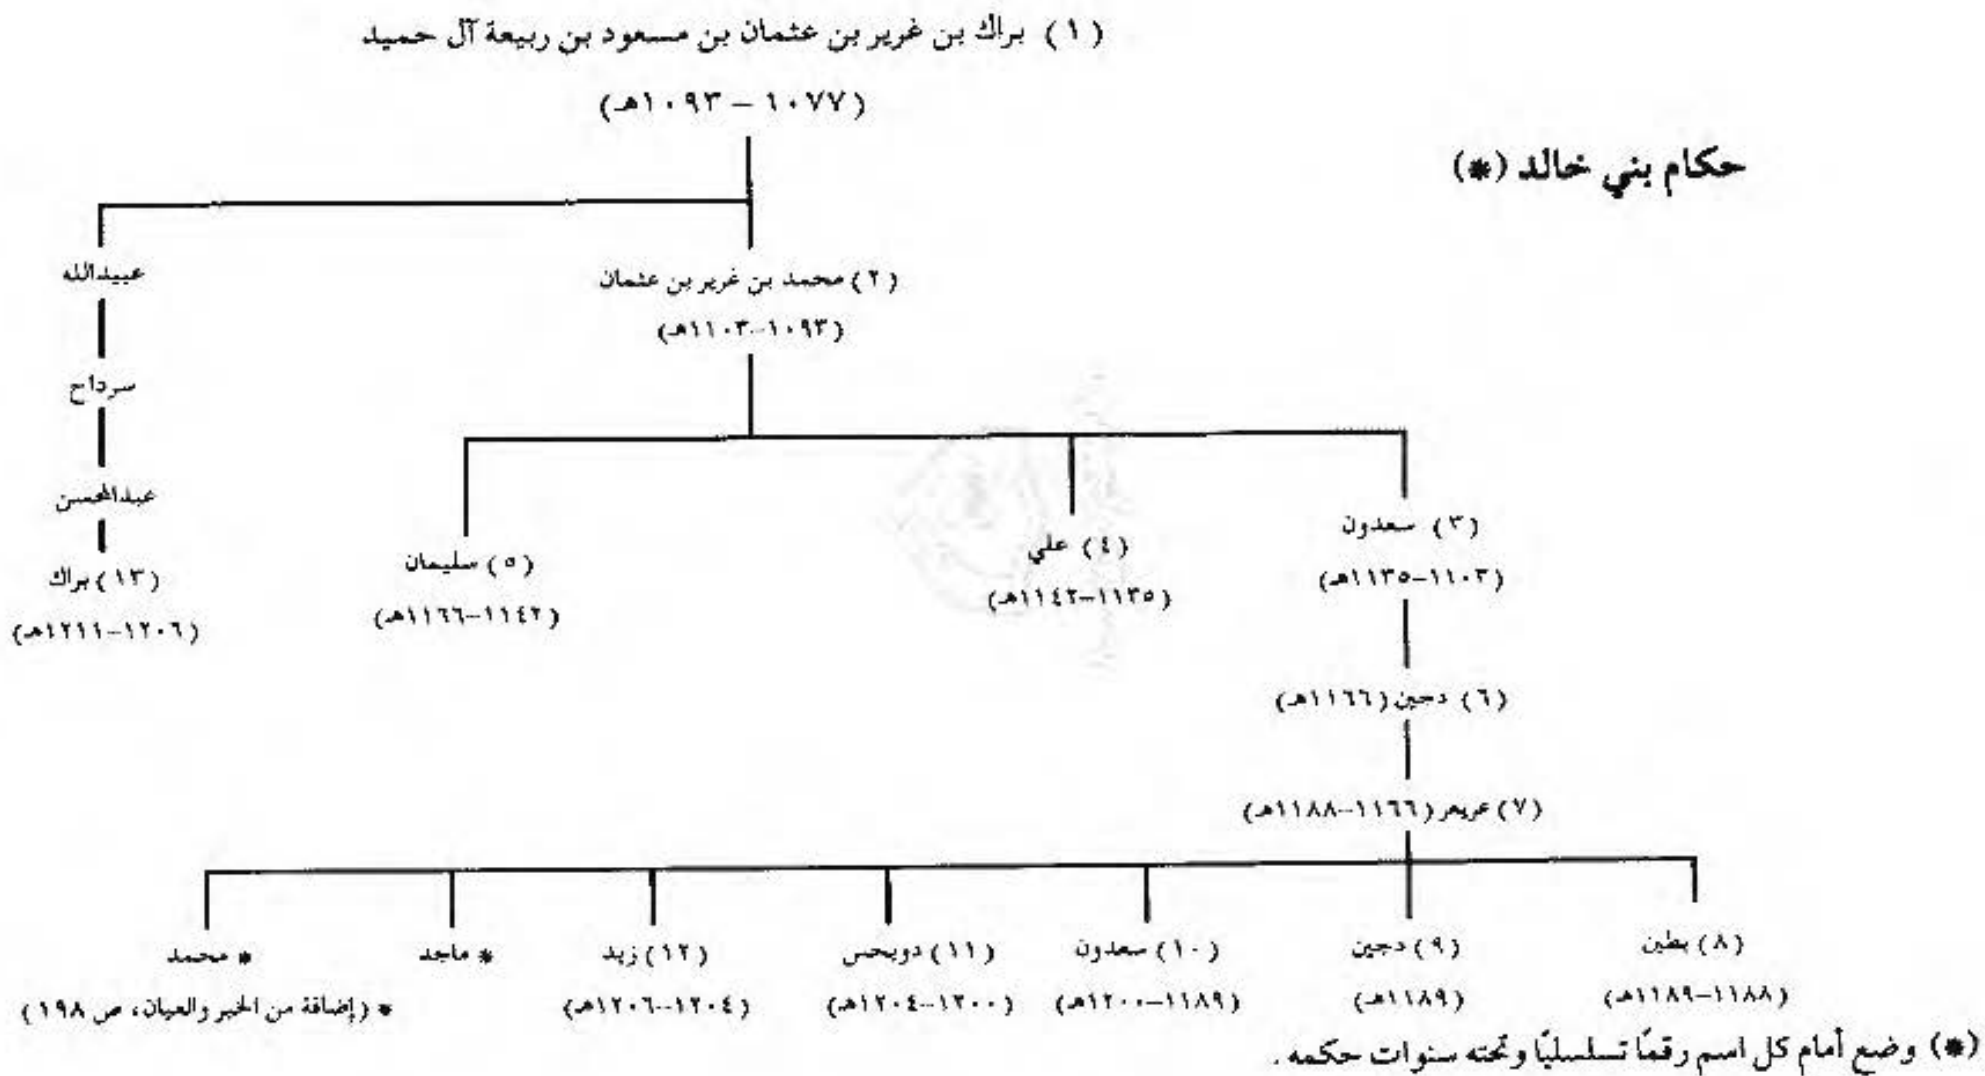 (١) براك بن غرير بن عثمان بن مسعود بن ربيعة آل حميد
(١٠٧٧ – ١٠٩٣هـ)
حكام بني خالد (*)
عبيدالله
(٢) محمد بن غرير بن عثمان
(١٠٩٣–١١٠٣هـ)
سرداح
عبدالمحسن
(١٣) براك
(١٢٠٦–١٢١١هـ)
(٣) سعدون
(١١٠٣–١١٣٥هـ)
(٤) علي
(١١٣٥–١١٤٢هـ)
(٥) سليمان
(١١٤٢–١١٦٦هـ)
(٦) دجين (١١٦٦هـ)
(٧) عريعر (١١٦٦–١١٨٨هـ)
(٨) بطين
(١١٨٨–١١٨٩هـ)
(٩) دجين
(١١٨٩هـ)
(١٠) سعدون
(١١٨٩–١٢٠٠هـ)
(١١) دويحس
(١٢٠٠–١٢٠٤هـ)
(١٢) زيد
(١٢٠٤–١٢٠٦هـ)
* ماجد
* محمد
* (إضافة من الخبر والعيان، ص ١٩٨)
(*) وضع أمام كل اسم رقمًا تسلسليًا وتحته سنوات حكمه.